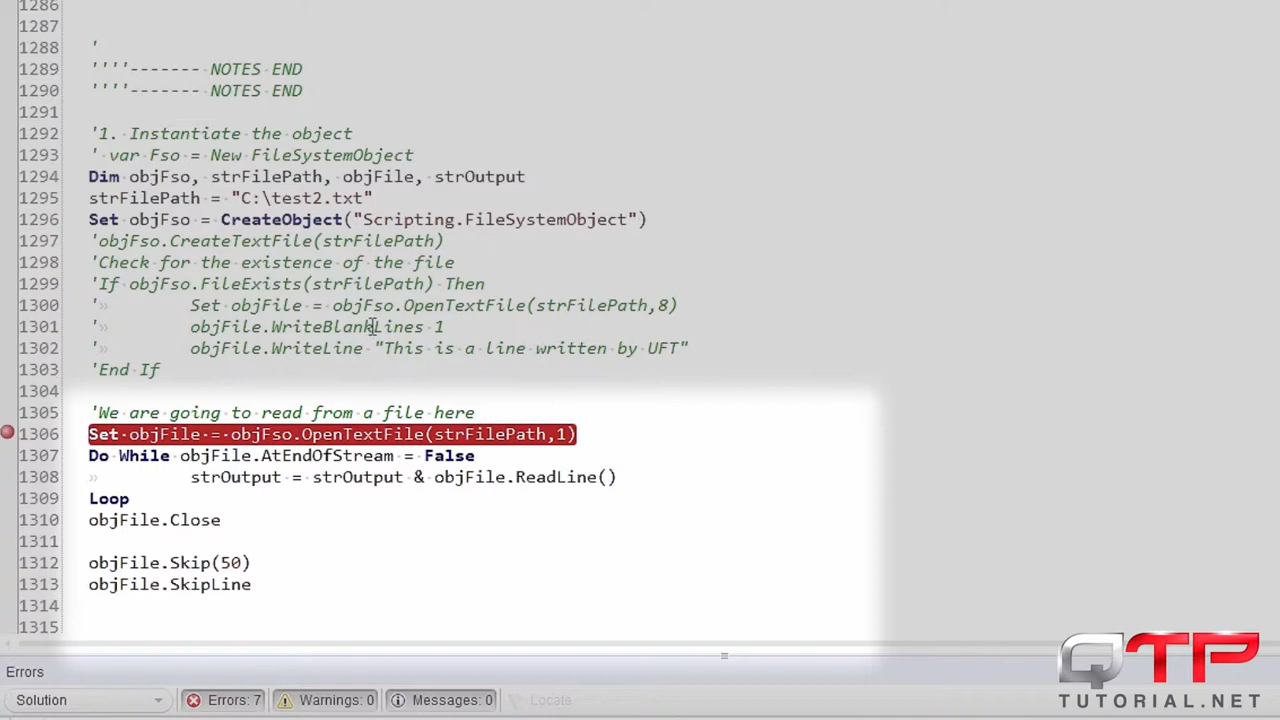 1286
1287
1288 '
1289 ''''------- NOTES END
1290 ''''------- NOTES END
1291
1292 '1. Instantiate the object
1293 ' var Fso = New FileSystemObject
1294 Dim objFso, strFilePath, objFile, strOutput
1295 strFilePath = "C:\test2.txt"
1296 Set objFso = CreateObject("Scripting.FileSystemObject")
1297 'objFso.CreateTextFile(strFilePath)
1298 'Check for the existence of the file
1299 'If objFso.FileExists(strFilePath) Then
1300 '» Set objFile = objFso.OpenTextFile(strFilePath,8)
1301 '» objFile.WriteBlankLines 1
1302 '» objFile.WriteLine "This is a line written by UFT"
1303 'End If
1304
1305 'We are going to read from a file here
1306 Set objFile = objFso.OpenTextFile(strFilePath,1)
1307 Do While objFile.AtEndOfStream = False
1308 » strOutput = strOutput & objFile.ReadLine()
1309 Loop
1310 objFile.Close
1311
1312 objFile.Skip(50)
1313 objFile.SkipLine
1314
1315
Errors
Solution Errors: 7 Warnings: 0 Messages: 0 Locate
QTP
TUTORIAL.NET